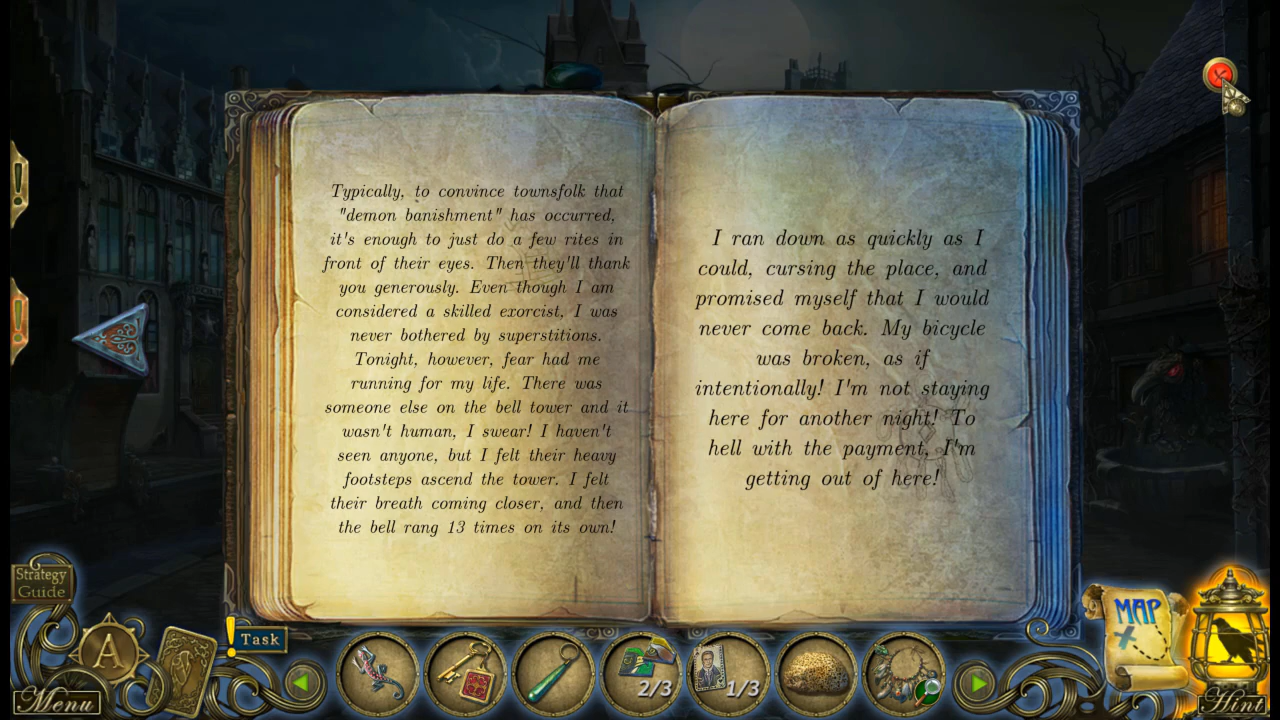 Typically, to convince townsfolk that
"demon banishment" has occurred,
it's enough to just do a few rites in
front of their eyes. Then they'll thank
you generously. Even though I am
considered a skilled exorcist, I was
never bothered by superstitions.
Tonight, however, fear had me
running for my life. There was
someone else on the bell tower and it
wasn't human, I swear! I haven't
seen anyone, but I felt their heavy
footsteps ascend the tower. I felt
their breath coming closer, and then
the bell rang 13 times on its own!
I ran down as quickly as I
could, cursing the place, and
promised myself that I would
never come back. My bicycle
was broken, as if
intentionally! I'm not staying
here for another night! To
hell with the payment, I'm
getting out of here!
Strategy
Guide
A
Menu
! Task
2/3
1/3
MAP
Hint